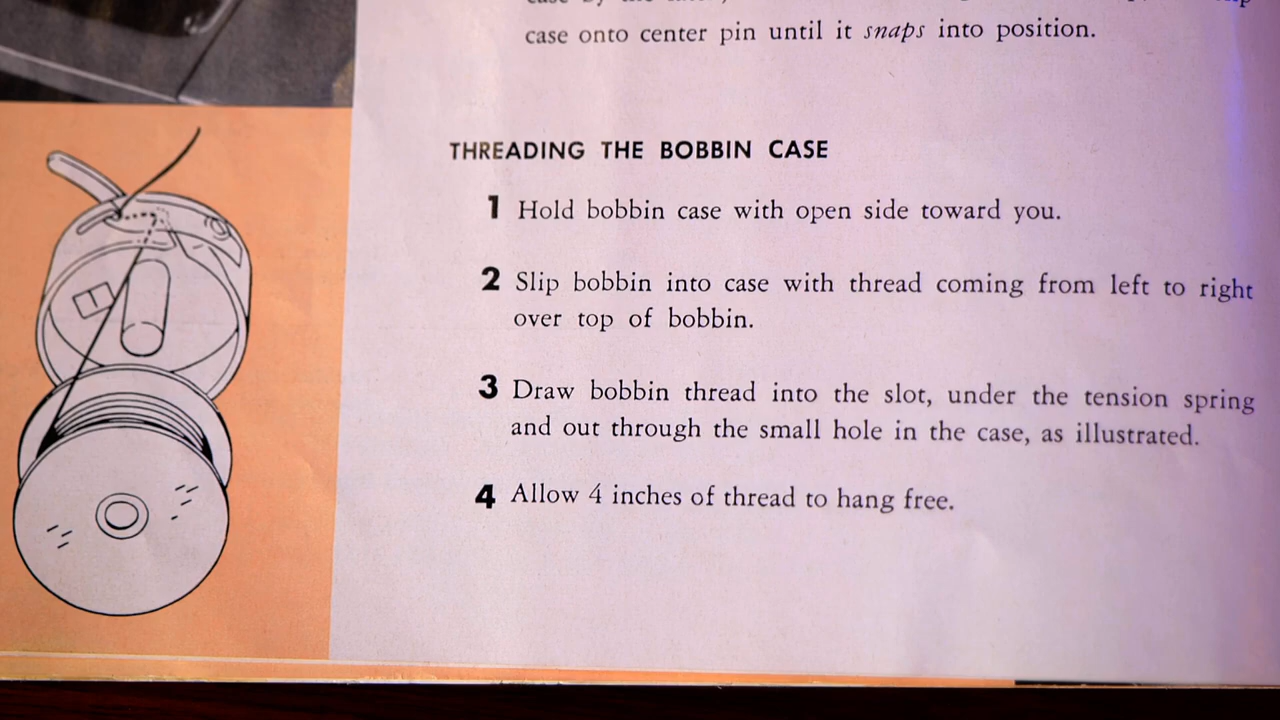 case onto center pin until it snaps into position.
THREADING THE BOBBIN CASE
1 Hold bobbin case with open side toward you.
2 Slip bobbin into case with thread coming from left to right
over top of bobbin.
3 Draw bobbin thread into the slot, under the tension spring
and out through the small hole in the case, as illustrated.
4 Allow 4 inches of thread to hang free.